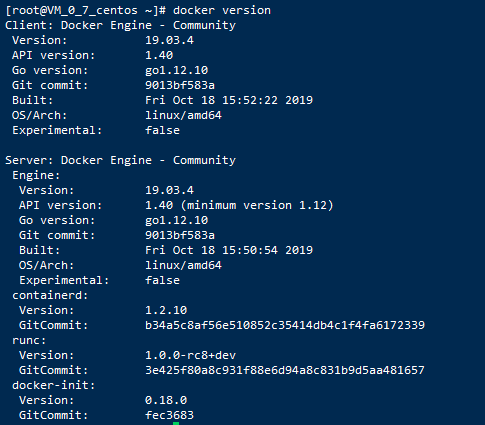 [root@VM_0_7_centos ~]# docker version
Client: Docker Engine - Community
 Version:           19.03.4
 API version:       1.40
 Go version:        go1.12.10
 Git commit:        9013bf583a
 Built:             Fri Oct 18 15:52:22 2019
 OS/Arch:           linux/amd64
 Experimental:      false

Server: Docker Engine - Community
 Engine:
  Version:          19.03.4
  API version:      1.40 (minimum version 1.12)
  Go version:       go1.12.10
  Git commit:       9013bf583a
  Built:            Fri Oct 18 15:50:54 2019
  OS/Arch:          linux/amd64
  Experimental:     false
 containerd:
  Version:          1.2.10
  GitCommit:        b34a5c8af56e510852c35414db4c1f4fa6172339
 runc:
  Version:          1.0.0-rc8+dev
  GitCommit:        3e425f80a8c931f88e6d94a8c831b9d5aa481657
 docker-init:
  Version:          0.18.0
  GitCommit:        fec3683